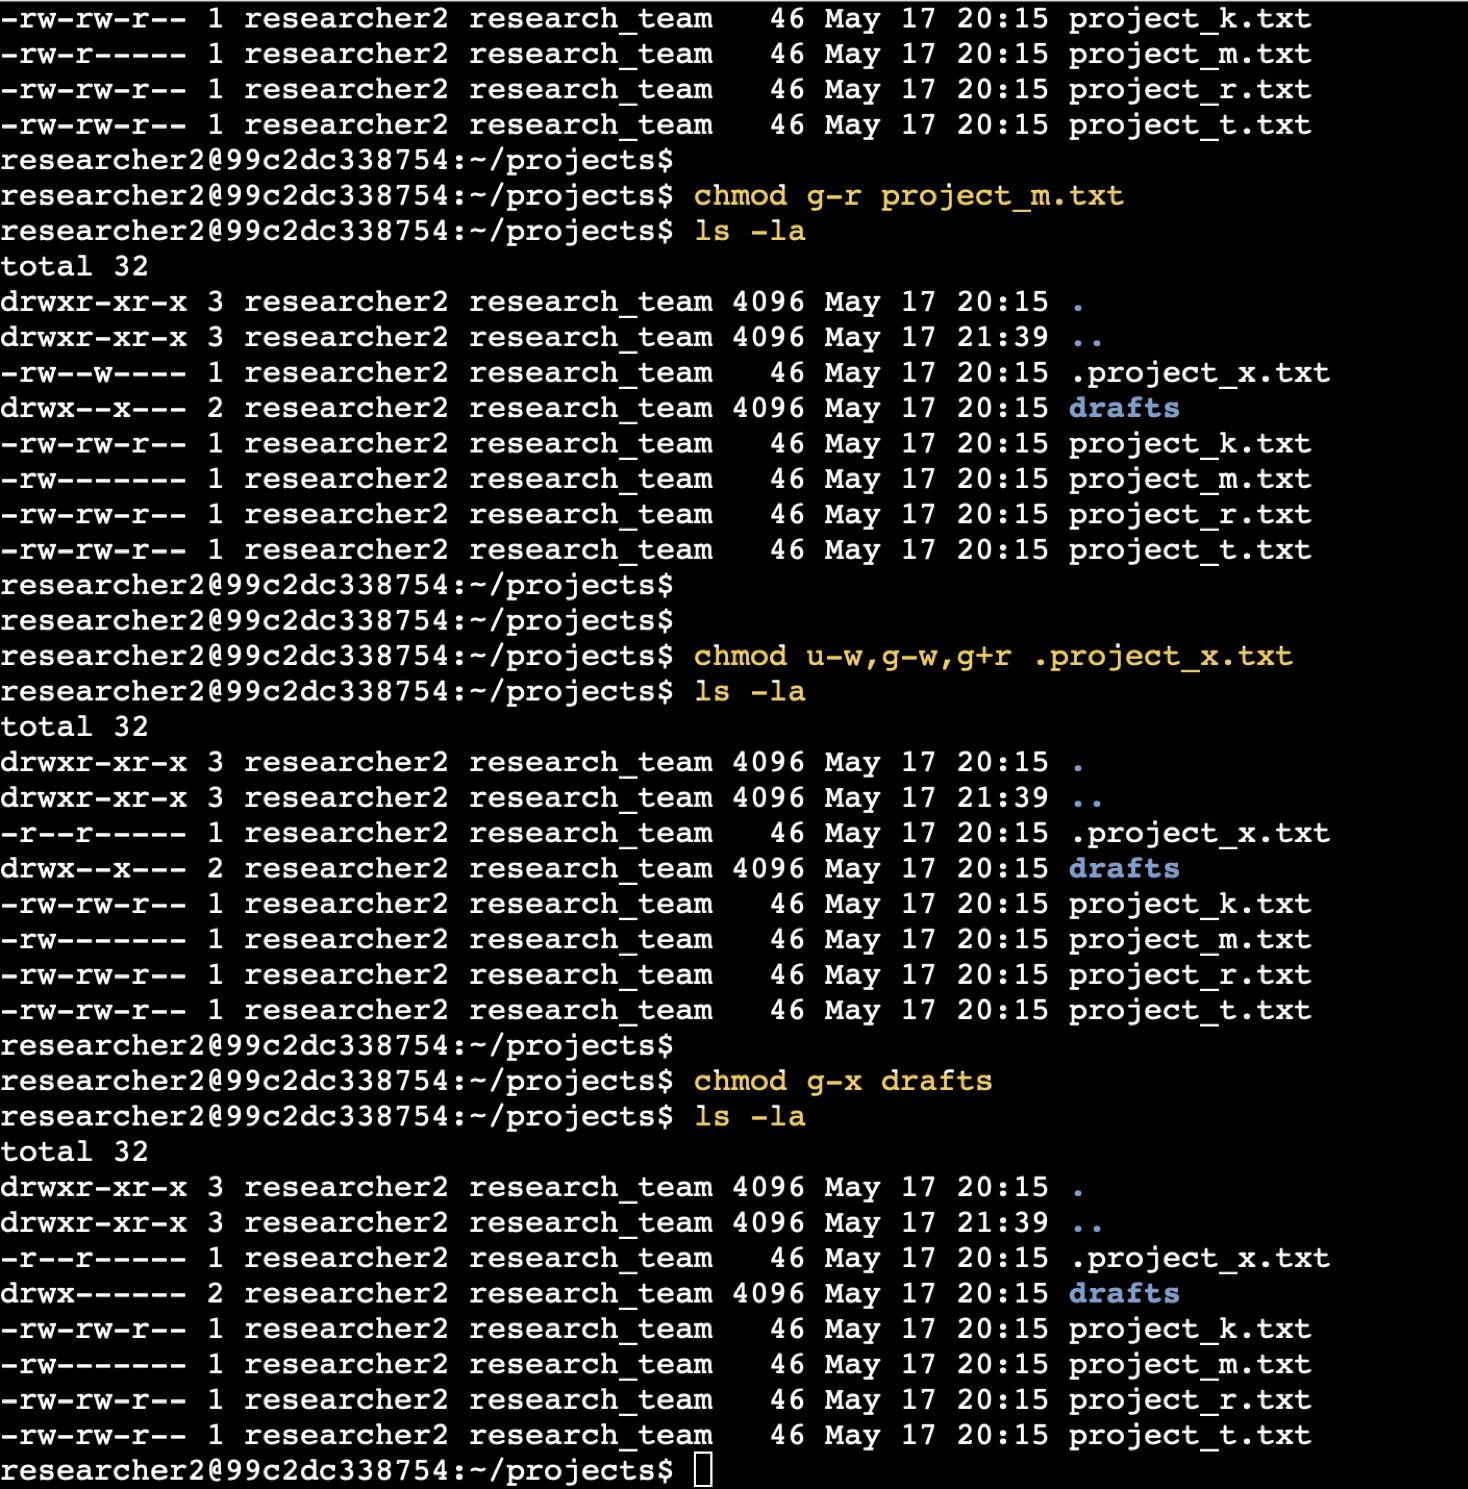 -rw-rw-r-- 1 researcher2 research_team   46 May 17 20:15 project_k.txt
-rw-r----- 1 researcher2 research_team   46 May 17 20:15 project_m.txt
-rw-rw-r-- 1 researcher2 research_team   46 May 17 20:15 project_r.txt
-rw-rw-r-- 1 researcher2 research_team   46 May 17 20:15 project_t.txt
researcher2@99c2dc338754:~/projects$
researcher2@99c2dc338754:~/projects$ chmod g-r project_m.txt
researcher2@99c2dc338754:~/projects$ ls -la
total 32
drwxr-xr-x 3 researcher2 research_team 4096 May 17 20:15 .
drwxr-xr-x 3 researcher2 research_team 4096 May 17 21:39 ..
-rw--w---- 1 researcher2 research_team   46 May 17 20:15 .project_x.txt
drwx--x--- 2 researcher2 research_team 4096 May 17 20:15 drafts
-rw-rw-r-- 1 researcher2 research_team   46 May 17 20:15 project_k.txt
-rw------- 1 researcher2 research_team   46 May 17 20:15 project_m.txt
-rw-rw-r-- 1 researcher2 research_team   46 May 17 20:15 project_r.txt
-rw-rw-r-- 1 researcher2 research_team   46 May 17 20:15 project_t.txt
researcher2@99c2dc338754:~/projects$
researcher2@99c2dc338754:~/projects$
researcher2@99c2dc338754:~/projects$ chmod u-w,g-w,g+r .project_x.txt
researcher2@99c2dc338754:~/projects$ ls -la
total 32
drwxr-xr-x 3 researcher2 research_team 4096 May 17 20:15 .
drwxr-xr-x 3 researcher2 research_team 4096 May 17 21:39 ..
-r--r----- 1 researcher2 research_team   46 May 17 20:15 .project_x.txt
drwx--x--- 2 researcher2 research_team 4096 May 17 20:15 drafts
-rw-rw-r-- 1 researcher2 research_team   46 May 17 20:15 project_k.txt
-rw------- 1 researcher2 research_team   46 May 17 20:15 project_m.txt
-rw-rw-r-- 1 researcher2 research_team   46 May 17 20:15 project_r.txt
-rw-rw-r-- 1 researcher2 research_team   46 May 17 20:15 project_t.txt
researcher2@99c2dc338754:~/projects$
researcher2@99c2dc338754:~/projects$ chmod g-x drafts
researcher2@99c2dc338754:~/projects$ ls -la
total 32
drwxr-xr-x 3 researcher2 research_team 4096 May 17 20:15 .
drwxr-xr-x 3 researcher2 research_team 4096 May 17 21:39 ..
-r--r----- 1 researcher2 research_team   46 May 17 20:15 .project_x.txt
drwx------ 2 researcher2 research_team 4096 May 17 20:15 drafts
-rw-rw-r-- 1 researcher2 research_team   46 May 17 20:15 project_k.txt
-rw------- 1 researcher2 research_team   46 May 17 20:15 project_m.txt
-rw-rw-r-- 1 researcher2 research_team   46 May 17 20:15 project_r.txt
-rw-rw-r-- 1 researcher2 research_team   46 May 17 20:15 project_t.txt
researcher2@99c2dc338754:~/projects$